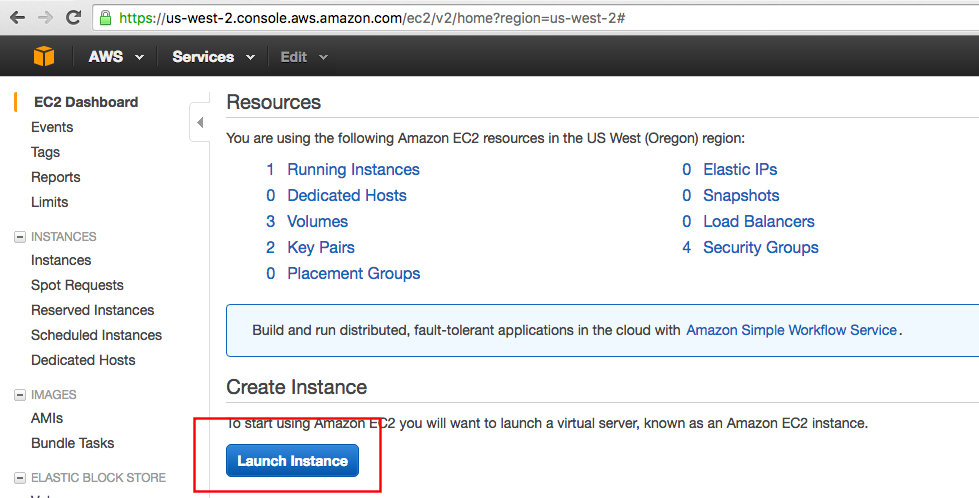 https://us-west-2.console.aws.amazon.com/ec2/v2/home?region=us-west-2#
AWS Services Edit
EC2 Dashboard
Events
Tags
Reports
Limits
INSTANCES
Instances
Spot Requests
Reserved Instances
Scheduled Instances
Dedicated Hosts
IMAGES
AMIs
Bundle Tasks
ELASTIC BLOCK STORE
Resources
You are using the following Amazon EC2 resources in the US West (Oregon) region:
1 Running Instances
0 Dedicated Hosts
3 Volumes
2 Key Pairs
0 Placement Groups
0 Elastic IPs
0 Snapshots
0 Load Balancers
4 Security Groups
Build and run distributed, fault-tolerant applications in the cloud with Amazon Simple Workflow Service.
Create Instance
To start using Amazon EC2 you will want to launch a virtual server, known as an Amazon EC2 instance.
Launch Instance